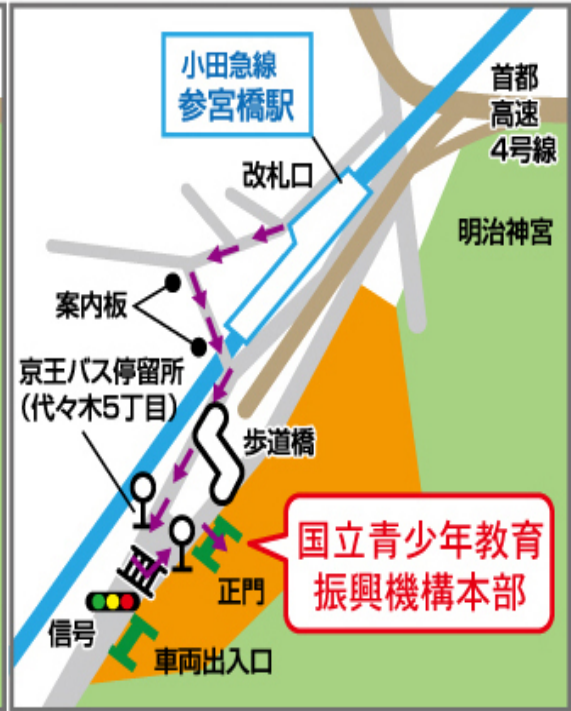 小田急線
参宮橋駅
首都
高速
4号線
改札口
明治神宮
案内板
京王バス停留所
（代々木5丁目）
歩道橋
国立青少年教育
振興機構本部
正門
信号
車両出入口